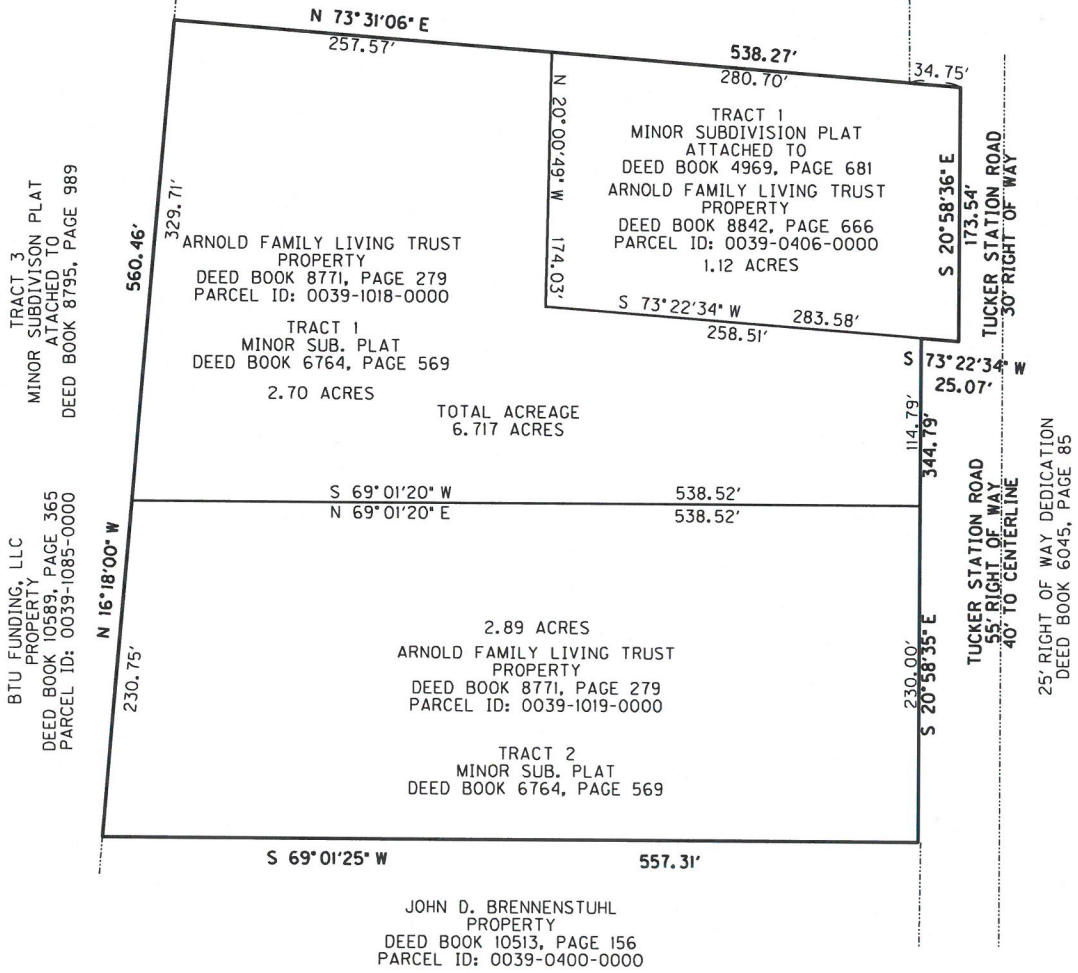 N 73°31'06" E
257.57'
538.27'
280.70'
34.75'
N 20°00'49" W 174.03'
TRACT 1
MINOR SUBDIVISION PLAT
ATTACHED TO
DEED BOOK 4969, PAGE 681
ARNOLD FAMILY LIVING TRUST
PROPERTY
DEED BOOK 8842, PAGE 666
PARCEL ID: 0039-0406-0000
1.12 ACRES
S 20°58'36" E
173.54'
TUCKER STATION ROAD
30' RIGHT OF WAY
S 73°22'34" W 283.58'
258.51'
S 73°22'34" W
25.07'
TRACT 3
MINOR SUBDIVISON PLAT
ATACHED TO
DEED BOOK 8795, PAGE 989
560.46'
329.71'
ARNOLD FAMILY LIVING TRUST
PROPERTY
DEED BOOK 8771, PAGE 279
PARCEL ID: 0039-1018-0000
TRACT 1
MINOR SUB. PLAT
DEED BOOK 6764, PAGE 569
2.70 ACRES
TOTAL ACREAGE
6.717 ACRES
114.79'
344.79'
S 69°01'20" W 538.52'
N 69°01'20" E 538.52'
BTU FUNDING, LLC
PROPERTY
DEED BOOK 10589, PAGE 365
PARCEL ID: 0039-1085-0000
N 16°18'00" W
230.75'
2.89 ACRES
ARNOLD FAMILY LIVING TRUST
PROPERTY
DEED BOOK 8771, PAGE 279
PARCEL ID: 0039-1019-0000
TRACT 2
MINOR SUB. PLAT
DEED BOOK 6764, PAGE 569
230.00'
S 20°58'35" E
TUCKER STATION ROAD
55' RIGHT OF WAY
40' TO CENTERLINE
25' RIGHT OF WAY DEDICATION
DEED BOOK 6045, PAGE 85
S 69°01'25" W 557.31'
JOHN D. BRENNENSTUHL
PROPERTY
DEED BOOK 10513, PAGE 156
PARCEL ID: 0039-0400-0000